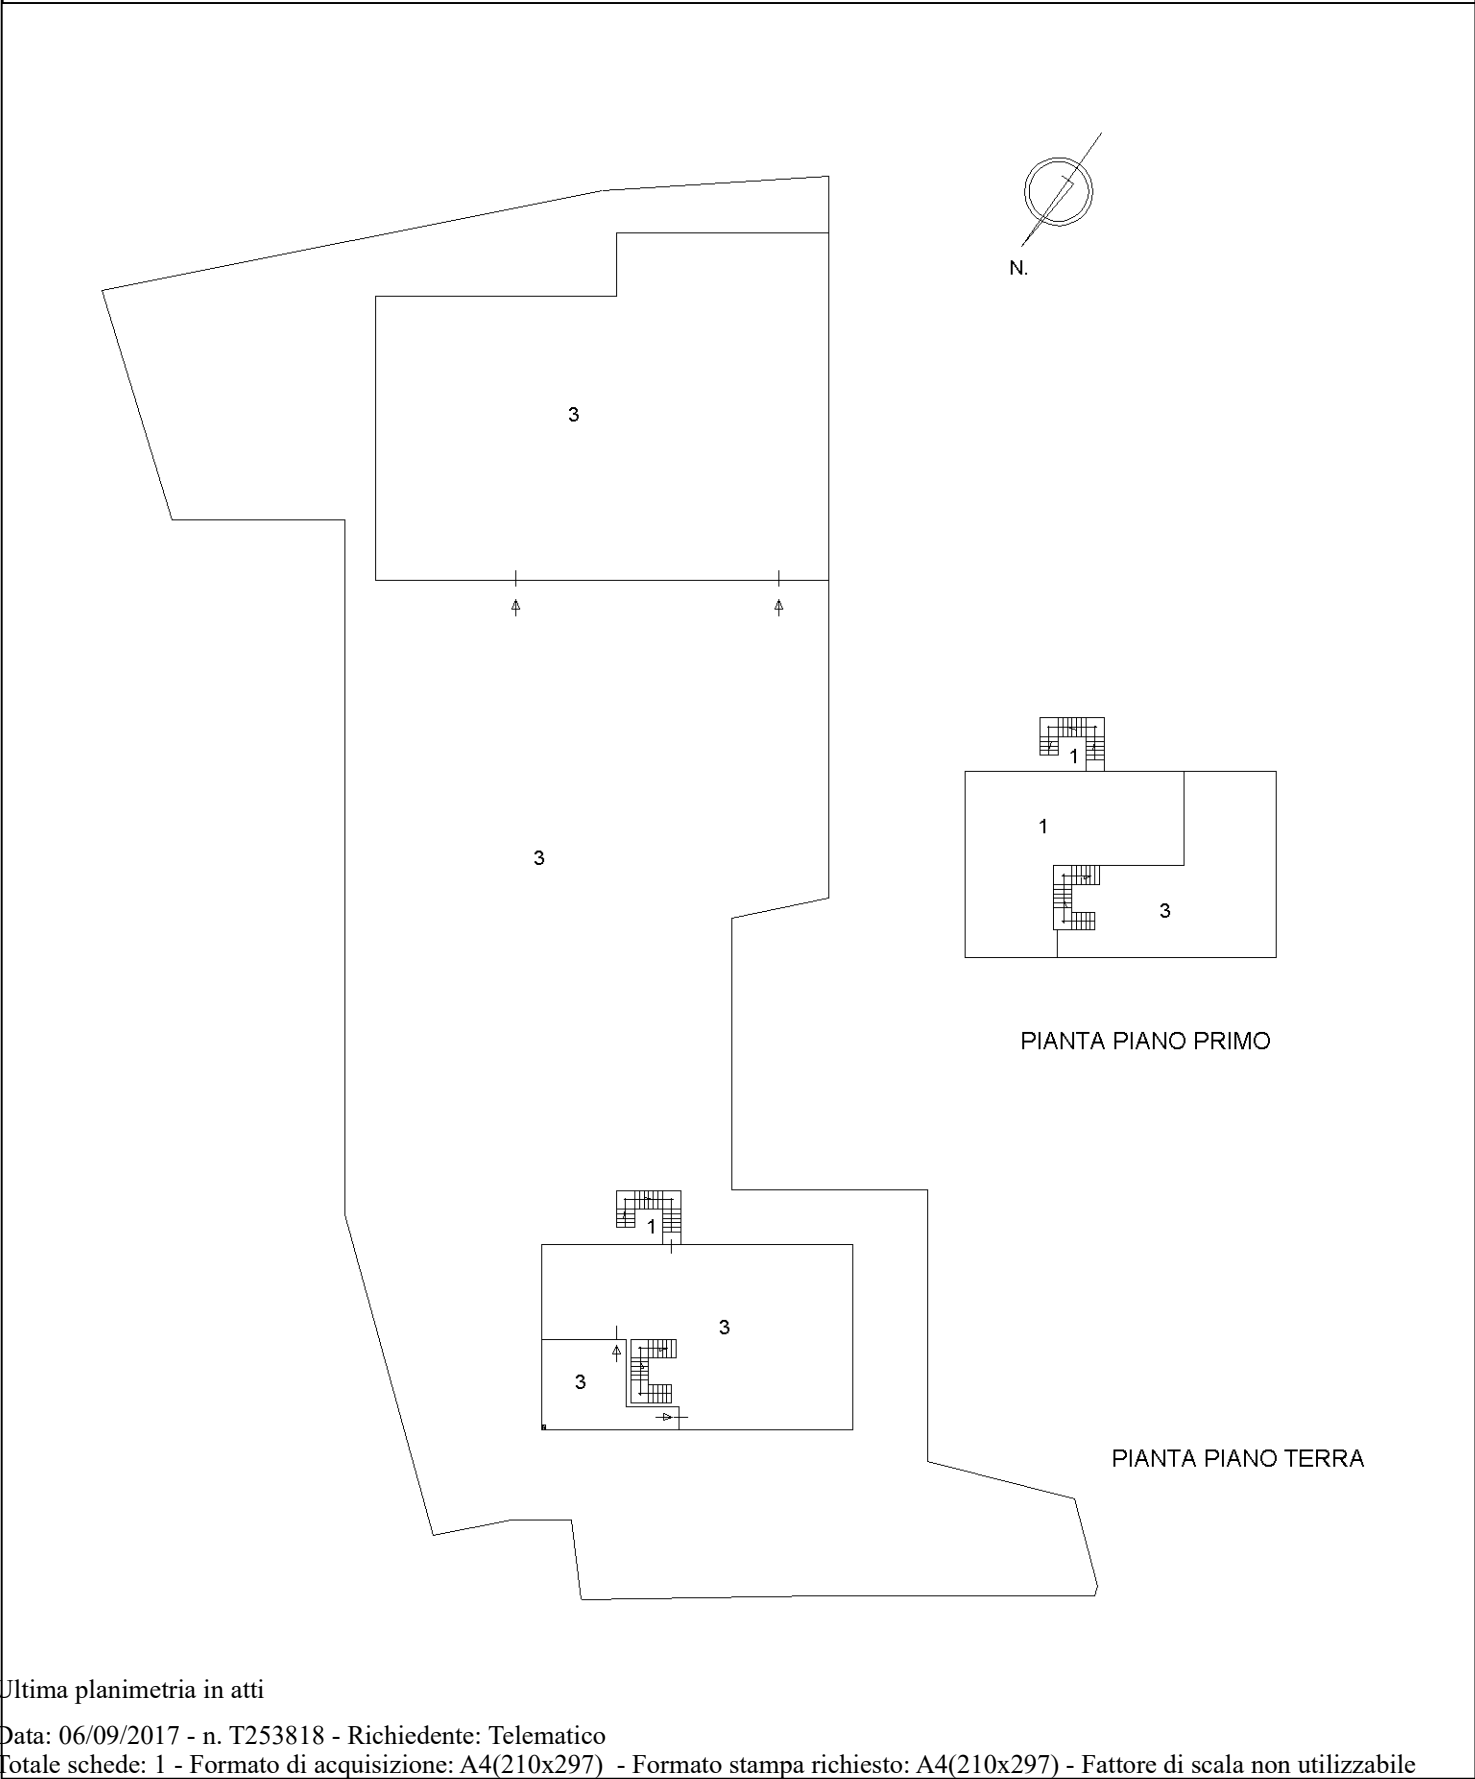 N.
3
1
1
3
3
PIANTA PIANO PRIMO
1
3
3
PIANTA PIANO TERRA
Ultima planimetria in atti
Data: 06/09/2017 - n. T253818 - Richiedente: Telematico
Totale schede: 1 - Formato di acquisizione: A4(210x297) - Formato stampa richiesto: A4(210x297) - Fattore di scala non utilizzabile